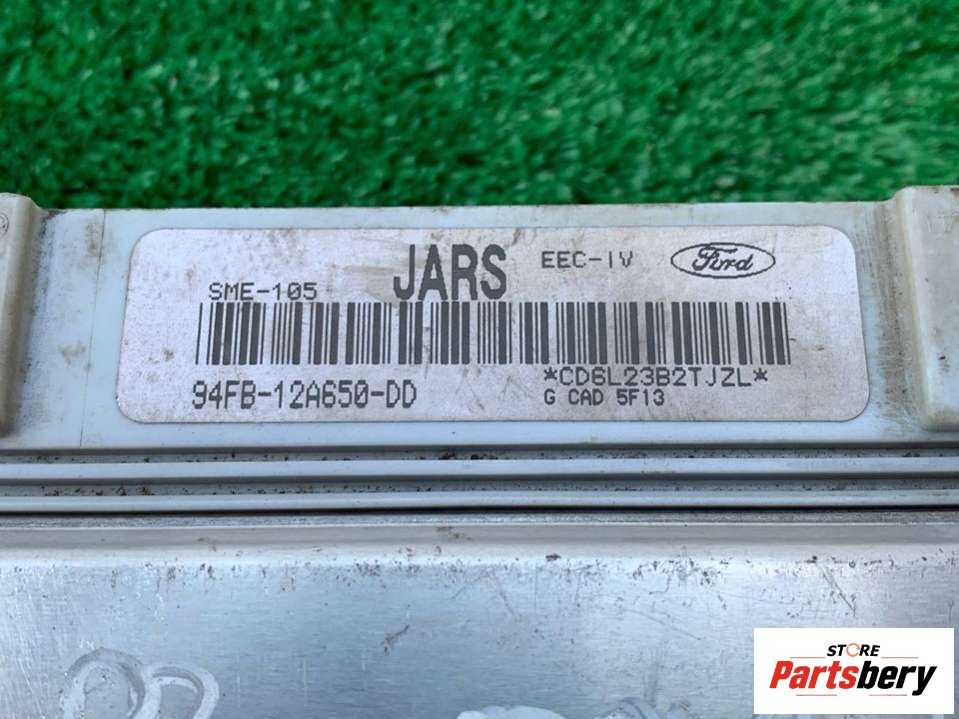 JARS EEC-IV Ford
SME-105
*CD6L23B2TJZL*
94FB-12A650-DD
G CAD 5F13
STORE
Partsbery